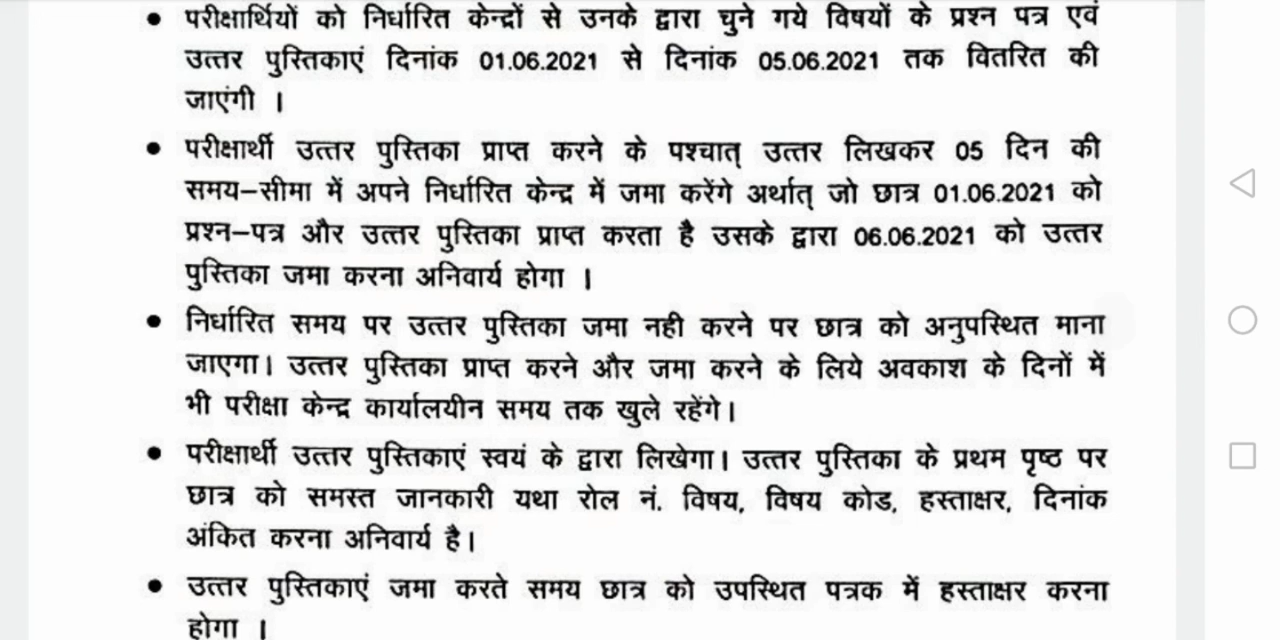 • परीक्षार्थियों को निर्धारित केन्द्रों से उनके द्वारा चुने गये विषयों के प्रश्न पत्र एवं
उत्तर पुस्तिकाएं दिनांक 01.06.2021 से दिनांक 05.06.2021 तक वितरित की
जाएंगी ।
• परीक्षार्थी उत्तर पुस्तिका प्राप्त करने के पश्चात् उत्तर लिखकर 05 दिन की
समय–सीमा में अपने निर्धारित केन्द्र में जमा करेंगे अर्थात् जो छात्र 01.06.2021 को
प्रश्न–पत्र और उत्तर पुस्तिका प्राप्त करता है उसके द्वारा 06.06.2021 को उत्तर
पुस्तिका जमा करना अनिवार्य होगा ।
• निर्धारित समय पर उत्तर पुस्तिका जमा नही करने पर छात्र को अनुपस्थित माना
जाएगा। उत्तर पुस्तिका प्राप्त करने और जमा करने के लिये अवकाश के दिनों में
भी परीक्षा केन्द्र कार्यालयीन समय तक खुले रहेंगे।
• परीक्षार्थी उत्तर पुस्तिकाएं स्वयं के द्वारा लिखेगा। उत्तर पुस्तिका के प्रथम पृष्ठ पर
छात्र को समस्त जानकारी यथा रोल नं. विषय, विषय कोड, हस्ताक्षर, दिनांक
अंकित करना अनिवार्य है।
• उत्तर पुस्तिकाएं जमा करते समय छात्र को उपस्थित पत्रक में हस्ताक्षर करना
होगा ।